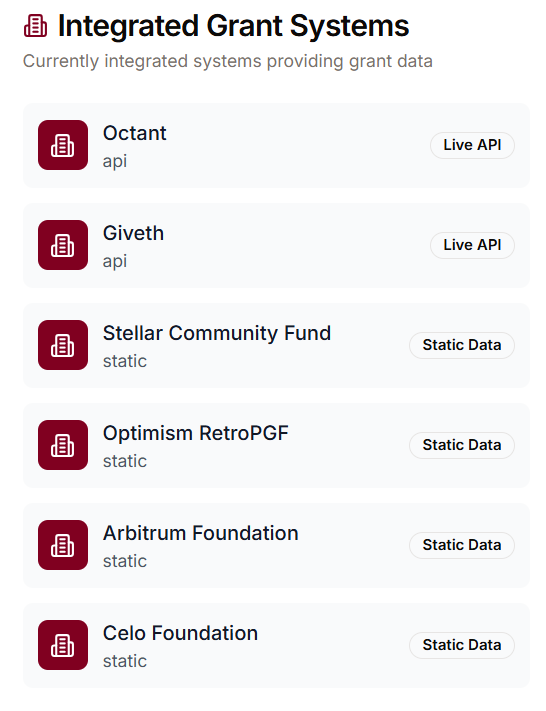 Integrated Grant Systems
Currently integrated systems providing grant data
Octant
api
Live API
Giveth
api
Live API
Stellar Community Fund
static
Static Data
Optimism RetroPGF
static
Static Data
Arbitrum Foundation
static
Static Data
Celo Foundation
static
Static Data